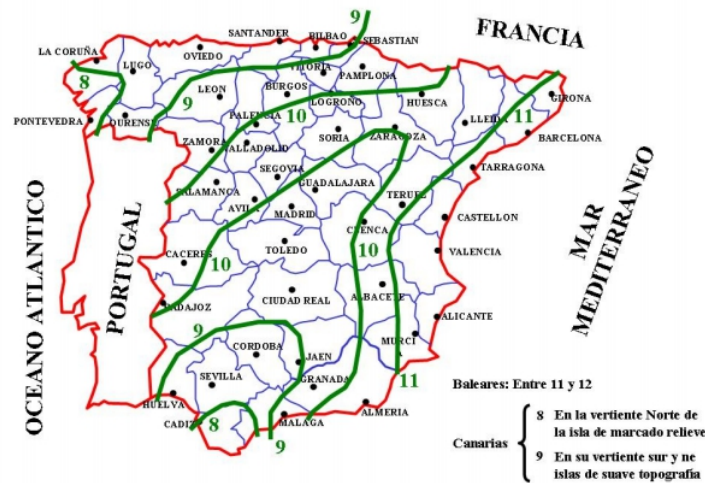 9
FRANCIA
SANTANDER
BILBAO
SEBASTIAN
LA CORUÑA
OVIEDO
VITORIA
LUGO
PAMPLONA
8
LEON
BURGOS
9
HUESCA
GIRONA
LOGROÑO
10
11
PONTEVEDRA
OURENSE
PALENCIA
LLEIDA
ZAMORA
VALLADOLID
SORIA
ZARAGOZA
BARCELONA
TARRAGONA
SEGOVIA
SALAMANCA
GUADALAJARA
TERUEL
AVILA
MADRID
CASTELLON
CUENCA
TOLEDO
VALENCIA
10
CACERES
10
ALBACETE
CIUDAD REAL
BADAJOZ
ALICANTE
9
MURCIA
CORDOBA
JAEN
SEVILLA
GRANADA
11
HUELVA
ALMERIA
CADIZ
8
MALAGA
9
OCEANO ATLANTICO
PORTUGAL
MAR
MEDITERRANEO
Baleares: Entre 11 y 12
Canarias
8 En la vertiente Norte de
la isla de marcado relieve
9 En su vertiente sur y ne
islas de suave topografía